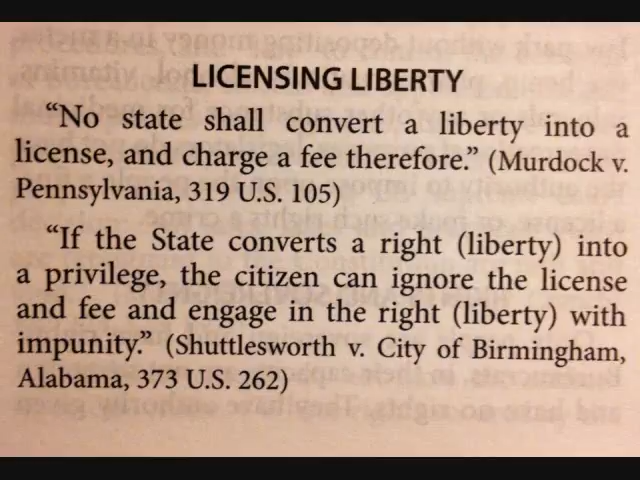 LICENSING LIBERTY
“No state shall convert a liberty into a
license, and charge a fee therefore.” (Murdock v.
Pennsylvania, 319 U.S. 105)
“If the State converts a right (liberty) into
a privilege, the citizen can ignore the license
and fee and engage in the right (liberty) with
impunity.” (Shuttlesworth v. City of Birmingham,
Alabama, 373 U.S. 262)